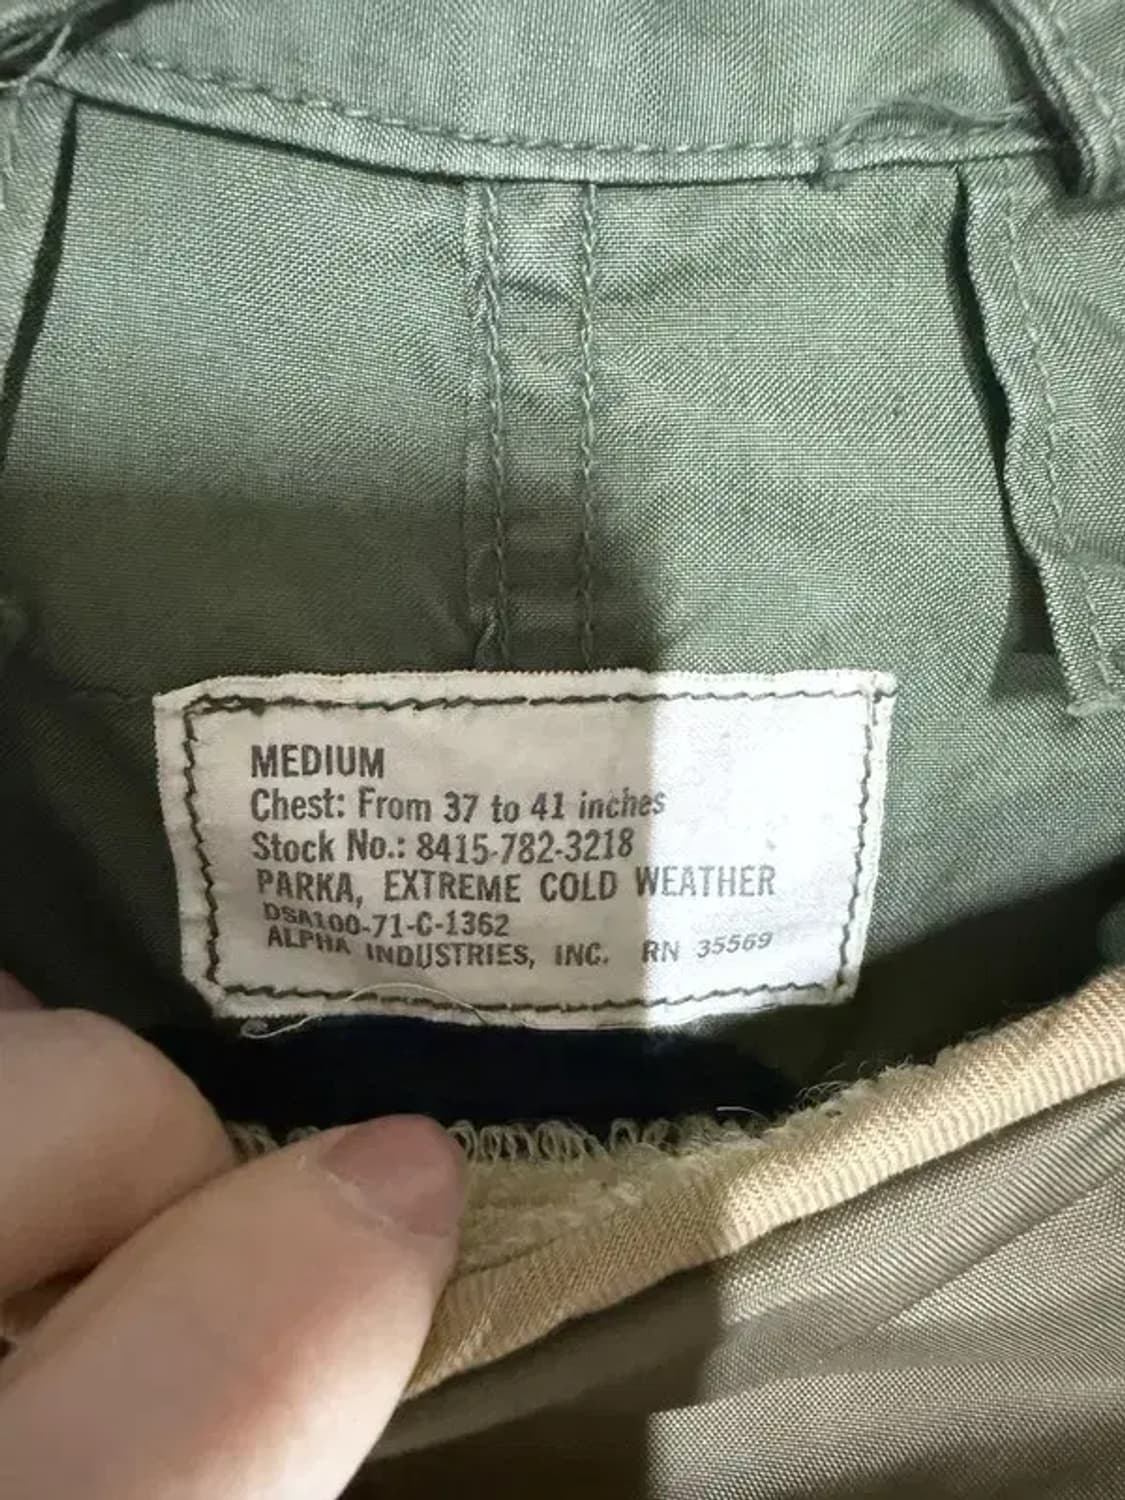 MEDIUM
Chest: From 37 to 41 inches
Stock No.: 8415-782-3218
PARKA, EXTREME COLD WEATHER
DSA100-71-C-1362
ALPHA INDUSTRIES, INC. RN 35569